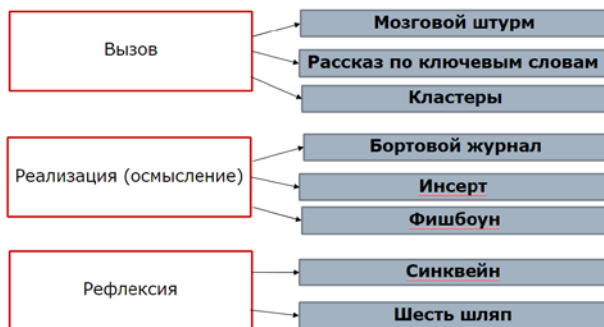 Вызов
Мозговой штурм
Рассказ по ключевым словам
Кластеры
Реализация (осмысление)
Бортовой журнал
Инсерт
Фишбоун
Рефлексия
Синквейн
Шесть шляп